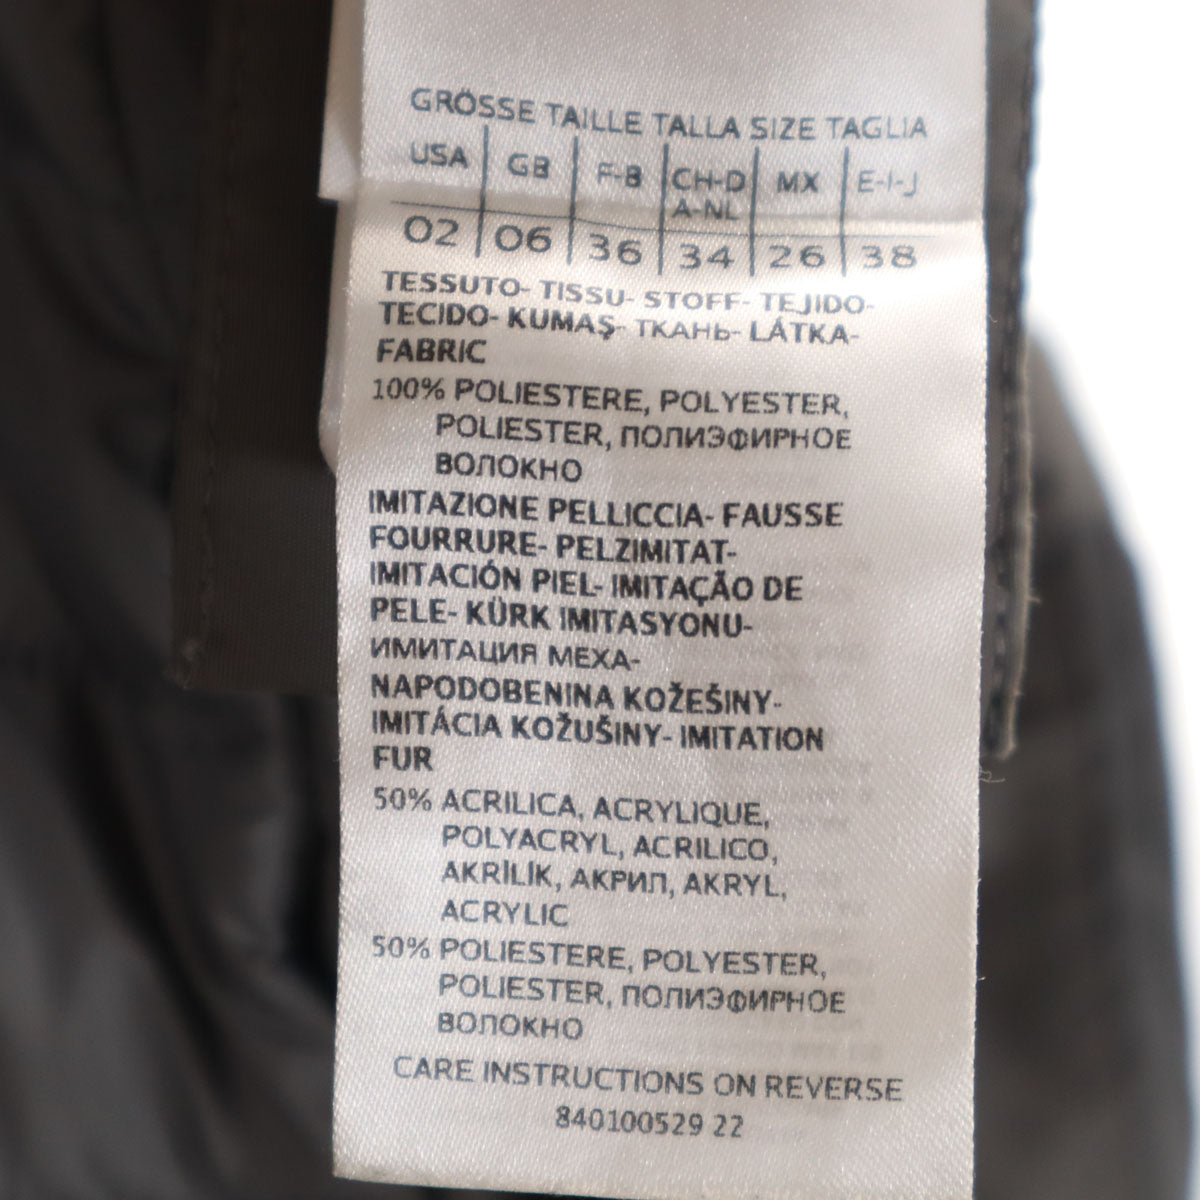 GRÖSSE TAILLE TALLA SIZE TAGLIA
USA GB F-B CH-D A-NL MX E-I-J
02 06 36 34 26 38
TESSUTO- TISSU- STOFF- TEJIDO-
TECIDO- KUMAŞ- ТКАНЬ- LÁTKA-
FABRIC
100% POLIESTERE, POLYESTER,
POLIESTER, ПОЛИЭФИРНОЕ
ВОЛОКНО
IMITAZIONE PELLICCIA- FAUSSE
FOURRURE- PELZIMITAT-
IMITACIÓN PIEL- IMITAÇÃO DE
PELE- KÜRK IMITASYONU-
ИМИТАЦИЯ МЕХА-
NAPODOBENINA KOŽEŠINY-
IMITÁCIA KOŽUŠINY- IMITATION
FUR
50% ACRILICA, ACRYLIQUE,
POLYACRYL, ACRILICO,
AKRİLİK, АКРИЛ, AKRYL,
ACRYLIC
50% POLIESTERE, POLYESTER,
POLIESTER, ПОЛИЭФИРНОЕ
ВОЛОКНО
CARE INSTRUCTIONS ON REVERSE
840100529 22